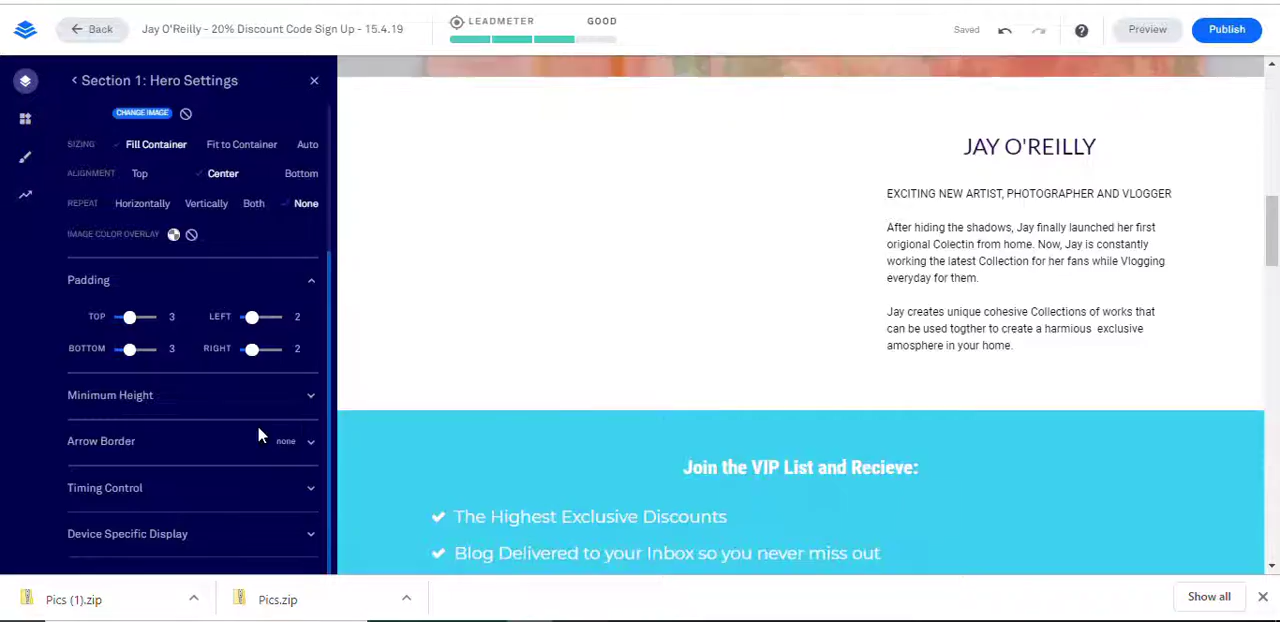 Back
Jay O'Reilly - 20% Discount Code Sign Up - 15.4.19
LEADMETER
GOOD
Saved
Preview
Publish
Section 1: Hero Settings
CHANGE IMAGE
SIZING Fill Container Fit to Container Auto
ALIGNMENT Top Center Bottom
REPEAT Horizontally Vertically Both None
IMAGE COLOR OVERLAY
Padding
TOP 3 LEFT 2
BOTTOM 3 RIGHT 2
Minimum Height
Arrow Border none
Timing Control
Device Specific Display
JAY O'REILLY
EXCITING NEW ARTIST, PHOTOGRAPHER AND VLOGGER
After hiding the shadows, Jay finally launched her first
origional Colectin from home. Now, Jay is constantly
working the latest Collection for her fans while Vlogging
everyday for them.
Jay creates unique cohesive Collections of works that
can be used togther to create a harmious exclusive
amosphere in your home.
Join the VIP List and Recieve:
The Highest Exclusive Discounts
Blog Delivered to your Inbox so you never miss out
Pics (1).zip
Pics.zip
Show all